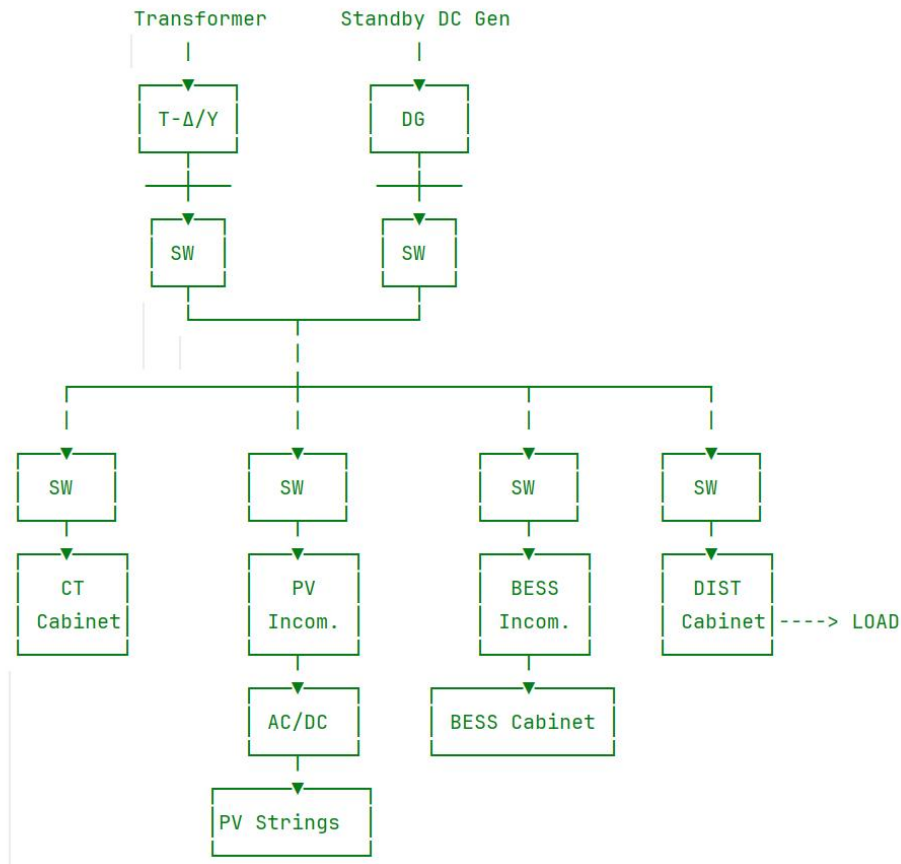 Transformer Standby DC Gen
T-Δ/Y DG
SW SW
SW SW SW SW
CT PV BESS DIST
Cabinet Incom. Incom. Cabinet ----> LOAD
AC/DC BESS Cabinet
PV Strings